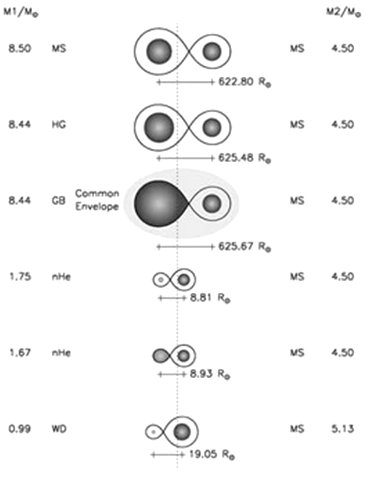 M1/M⊙ M2/M⊙
8.50 MS MS 4.50
622.80 R⊙
8.44 HG MS 4.50
625.48 R⊙
8.44 GB Common Envelope MS 4.50
625.67 R⊙
1.75 nHe MS 4.50
8.81 R⊙
1.67 nHe MS 4.50
8.93 R⊙
0.99 WD MS 5.13
19.05 R⊙